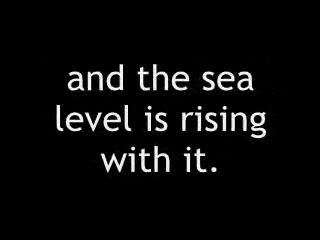 and the sea
level is rising
with it.